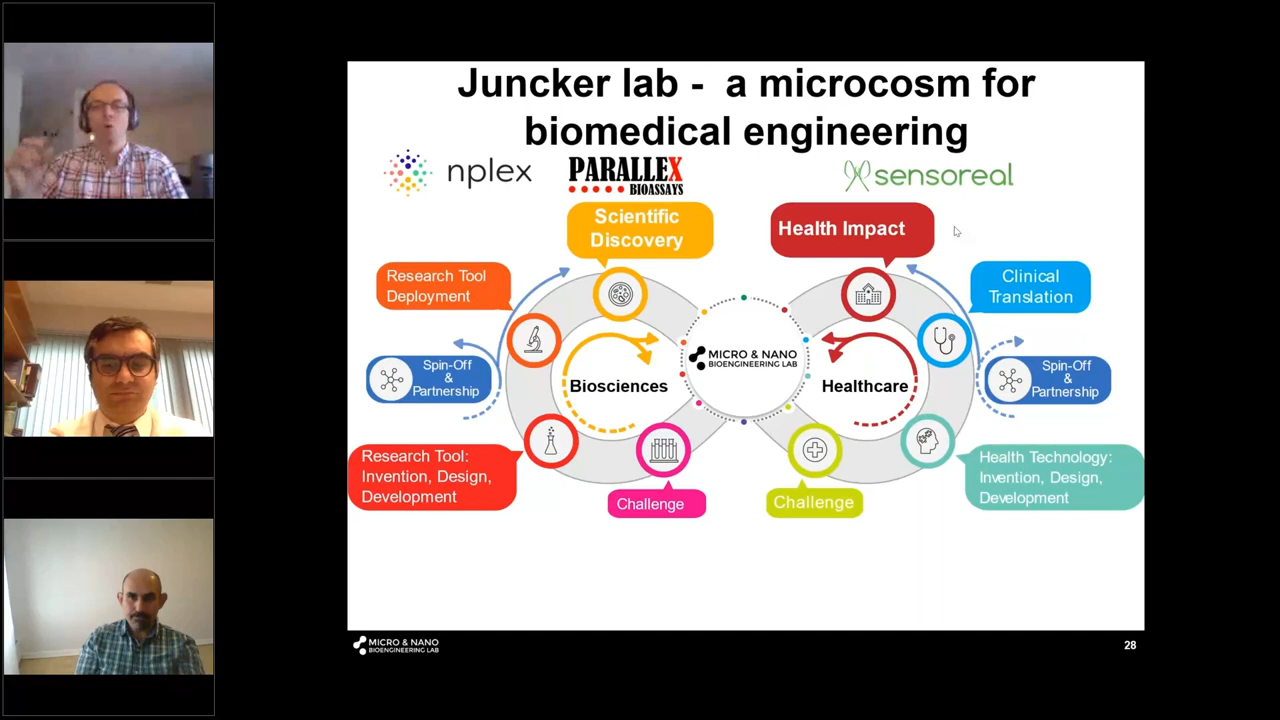 Juncker lab - a microcosm for
biomedical engineering
nplex
PARALLEX
BIOASSAYS
sensoreal
Scientific
Discovery
Health Impact
Research Tool
Deployment
Clinical
Translation
Spin-Off
&
Partnership
Biosciences
MICRO & NANO
BIOENGINEERING LAB
Healthcare
Spin-Off
&
Partnership
Research Tool:
Invention, Design,
Development
Challenge
Challenge
Health Technology:
Invention, Design,
Development
MICRO & NANO
BIOENGINEERING LAB
28